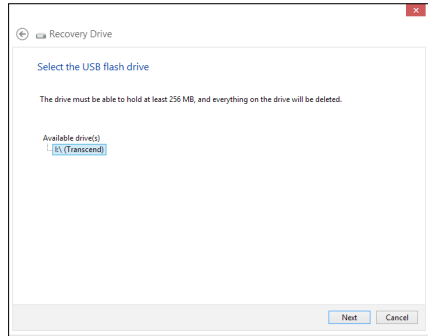 Recovery Drive
Select the USB flash drive
The drive must be able to hold at least 256 MB, and everything on the drive will be deleted.
Available drive(s)
I:\ (Transcend)
Next Cancel